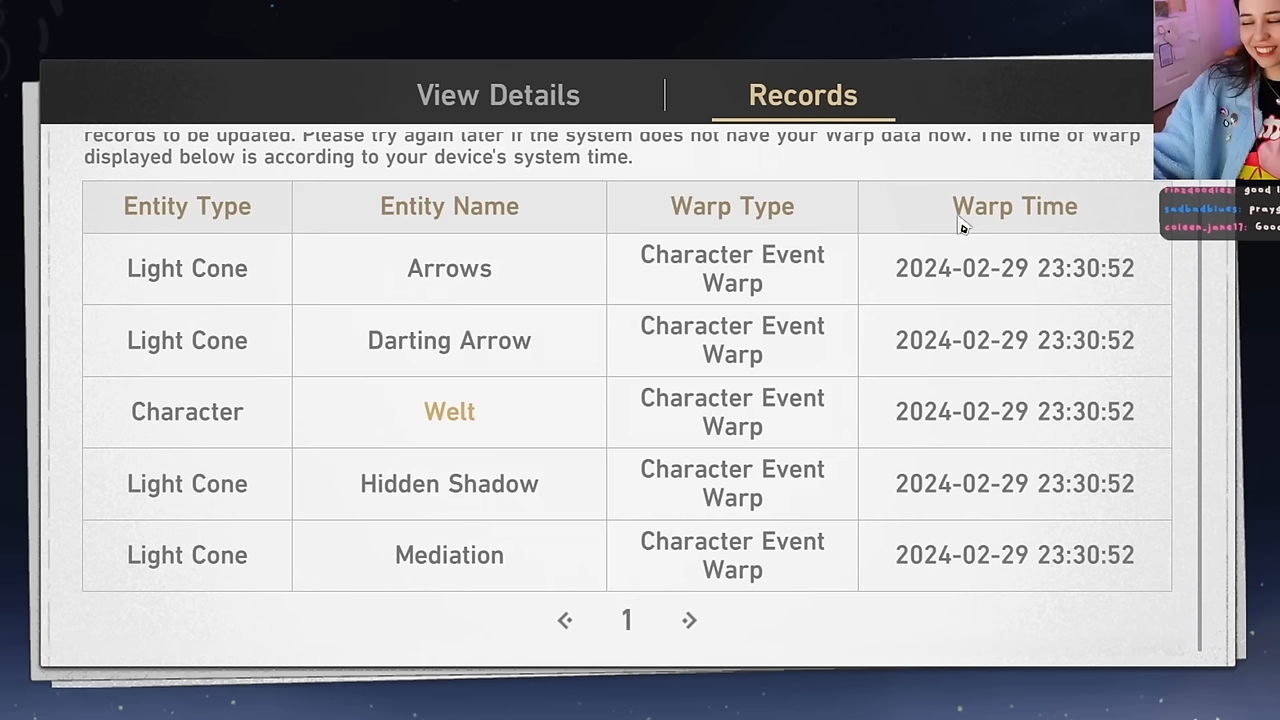 View Details
Records
records to be updated. Please try again later if the system does not have your Warp data now. The time of Warp
displayed below is according to your device's system time.
Entity Type Entity Name Warp Type Warp Time
Light Cone Arrows Character Event Warp 2024-02-29 23:30:52
Light Cone Darting Arrow Character Event Warp 2024-02-29 23:30:52
Character Welt Character Event Warp 2024-02-29 23:30:52
Light Cone Hidden Shadow Character Event Warp 2024-02-29 23:30:52
Light Cone Mediation Character Event Warp 2024-02-29 23:30:52
1
rinzdoodlez: good
sadbadblues:
coleen_jane17: Good